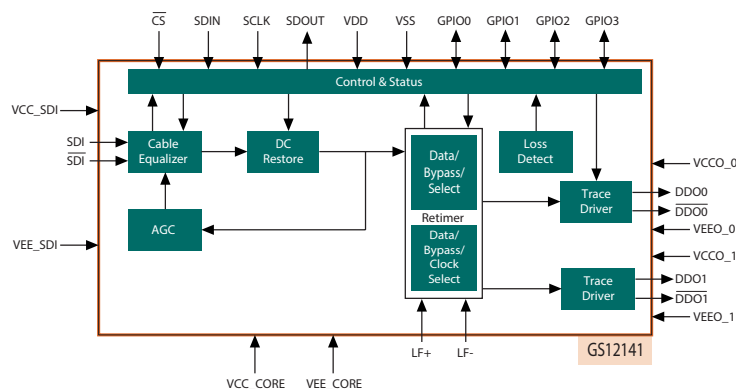 CS SDIN SCLK SDOUT VDD VSS GPIO0 GPIO1 GPIO2 GPIO3
Control & Status
VCC_SDI
SDI
SDI
Cable
Equalizer
DC
Restore
Data/
Bypass/
Select
Loss
Detect
VCCO_0
Trace
Driver
DDO0
DDO0
VEEO_0
AGC
Retimer
VEE_SDI
Data/
Bypass/
Clock
Select
VCCO_1
Trace
Driver
DDO1
DDO1
VEEO_1
LF+ LF-
GS12141
VCC_CORE VEE_CORE